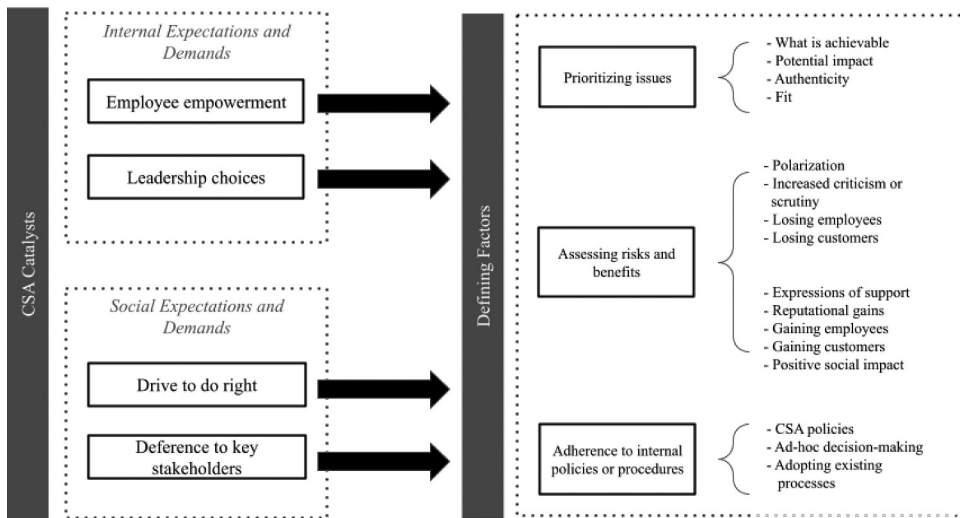 CSA Catalysts
Internal Expectations and
Demands
Employee empowerment
Leadership choices
Social Expectations and
Demands
Drive to do right
Deference to key
stakeholders
Defining Factors
Prioritizing issues
- What is achievable
- Potential impact
- Authenticity
- Fit
Assessing risks and
benefits
- Polarization
- Increased criticism or
scrutiny
- Losing employees
- Losing customers
- Expressions of support
- Reputational gains
- Gaining employees
- Gaining customers
- Positive social impact
Adherence to internal
policies or procedures
- CSA policies
- Ad-hoc decision-making
- Adopting existing
processes